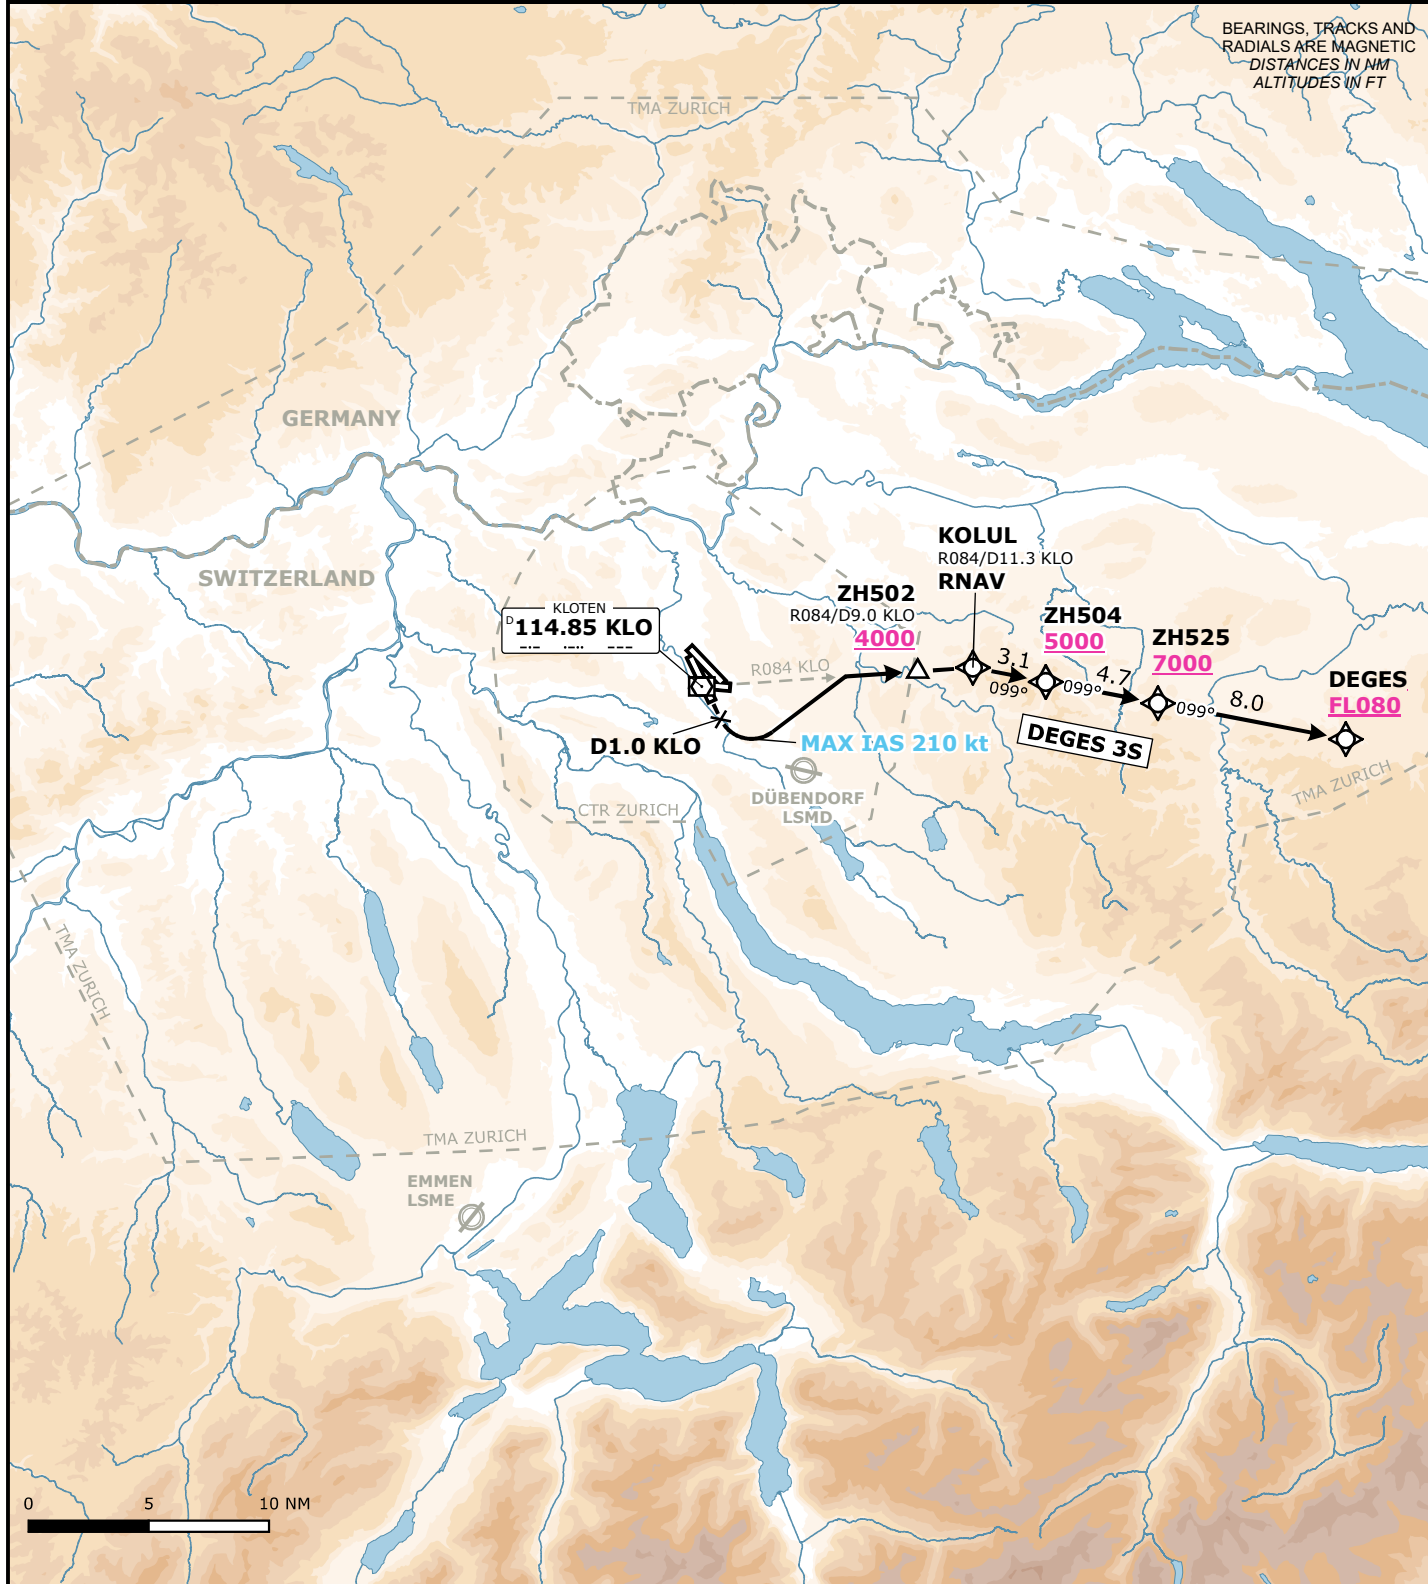 BEARINGS, TRACKS AND
RADIALS ARE MAGNETIC
DISTANCES IN NM
ALTITUDES IN FT
TMA ZURICH
GERMANY
SWITZERLAND
KOLUL
R084/D11.3 KLO
RNAV
ZH502
R084/D9.0 KLO
4000
KLOTEN
D 114.85 KLO
-·- ·-·· ---
ZH504
5000
ZH525
7000
DEGES
FL080
R084 KLO
3.1
099°
4.7
099°
8.0
099°
DEGES 3S
D1.0 KLO
MAX IAS 210 kt
DÜBENDORF
LSMD
CTR ZURICH
TMA ZURICH
TMA ZURICH
TMA ZURICH
EMMEN
LSME
0 5 10 NM